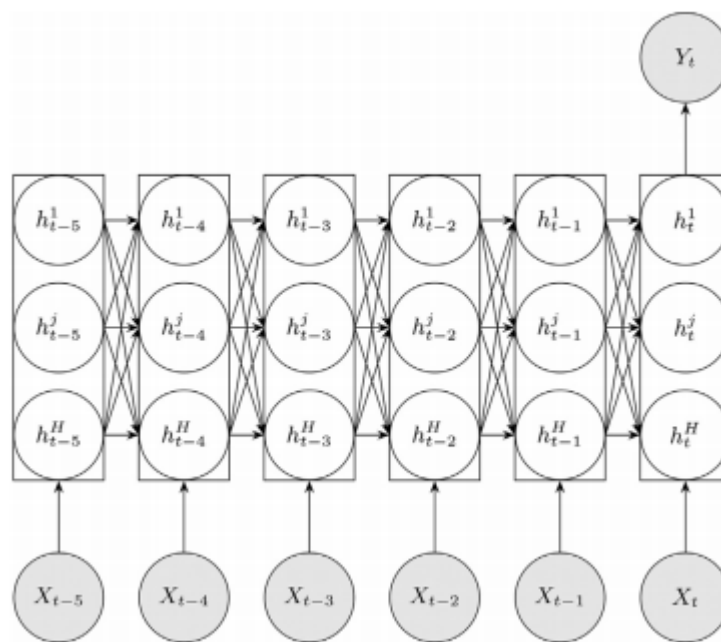 Y_t
h^1_{t-5} h^1_{t-4} h^1_{t-3} h^1_{t-2} h^1_{t-1} h^1_t
h^j_{t-5} h^j_{t-4} h^j_{t-3} h^j_{t-2} h^j_{t-1} h^j_t
h^H_{t-5} h^H_{t-4} h^H_{t-3} h^H_{t-2} h^H_{t-1} h^H_t
X_{t-5} X_{t-4} X_{t-3} X_{t-2} X_{t-1} X_t